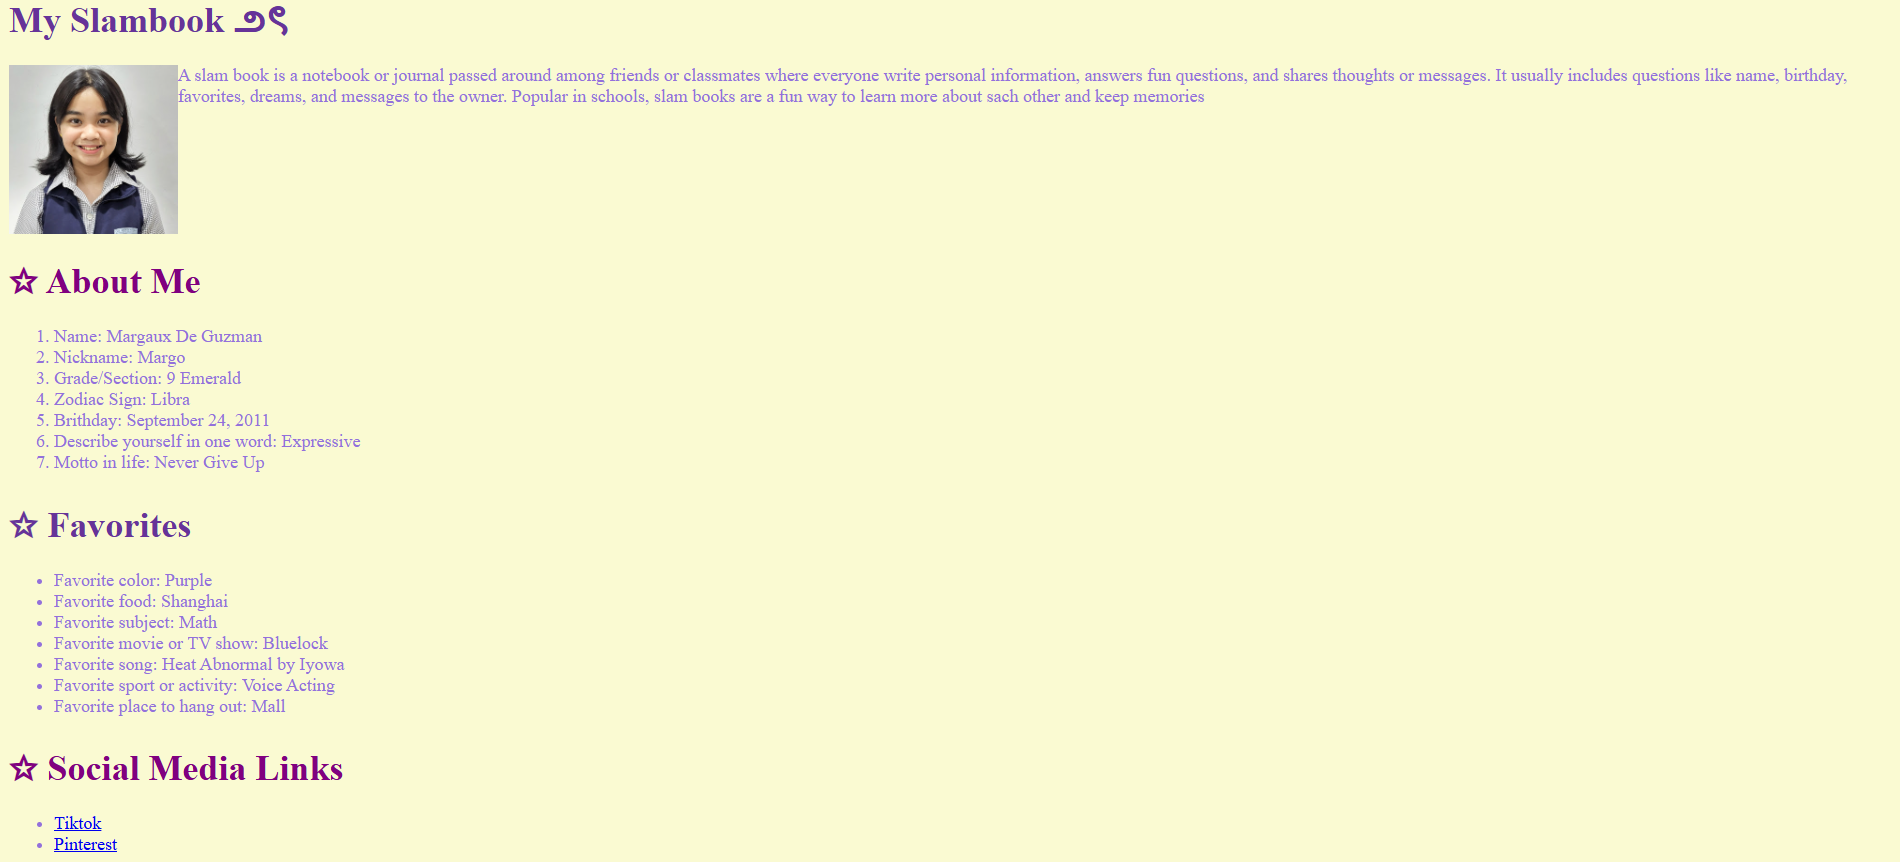 My Slambook ౨ৎ
A slam book is a notebook or journal passed around among friends or classmates where everyone write personal information, answers fun questions, and shares thoughts or messages. It usually includes questions like name, birthday,
favorites, dreams, and messages to the owner. Popular in schools, slam books are a fun way to learn more about sach other and keep memories
☆ About Me
1. Name: Margaux De Guzman
2. Nickname: Margo
3. Grade/Section: 9 Emerald
4. Zodiac Sign: Libra
5. Brithday: September 24, 2011
6. Describe yourself in one word: Expressive
7. Motto in life: Never Give Up
☆ Favorites
• Favorite color: Purple
• Favorite food: Shanghai
• Favorite subject: Math
• Favorite movie or TV show: Bluelock
• Favorite song: Heat Abnormal by Iyowa
• Favorite sport or activity: Voice Acting
• Favorite place to hang out: Mall
☆ Social Media Links
• Tiktok
• Pinterest